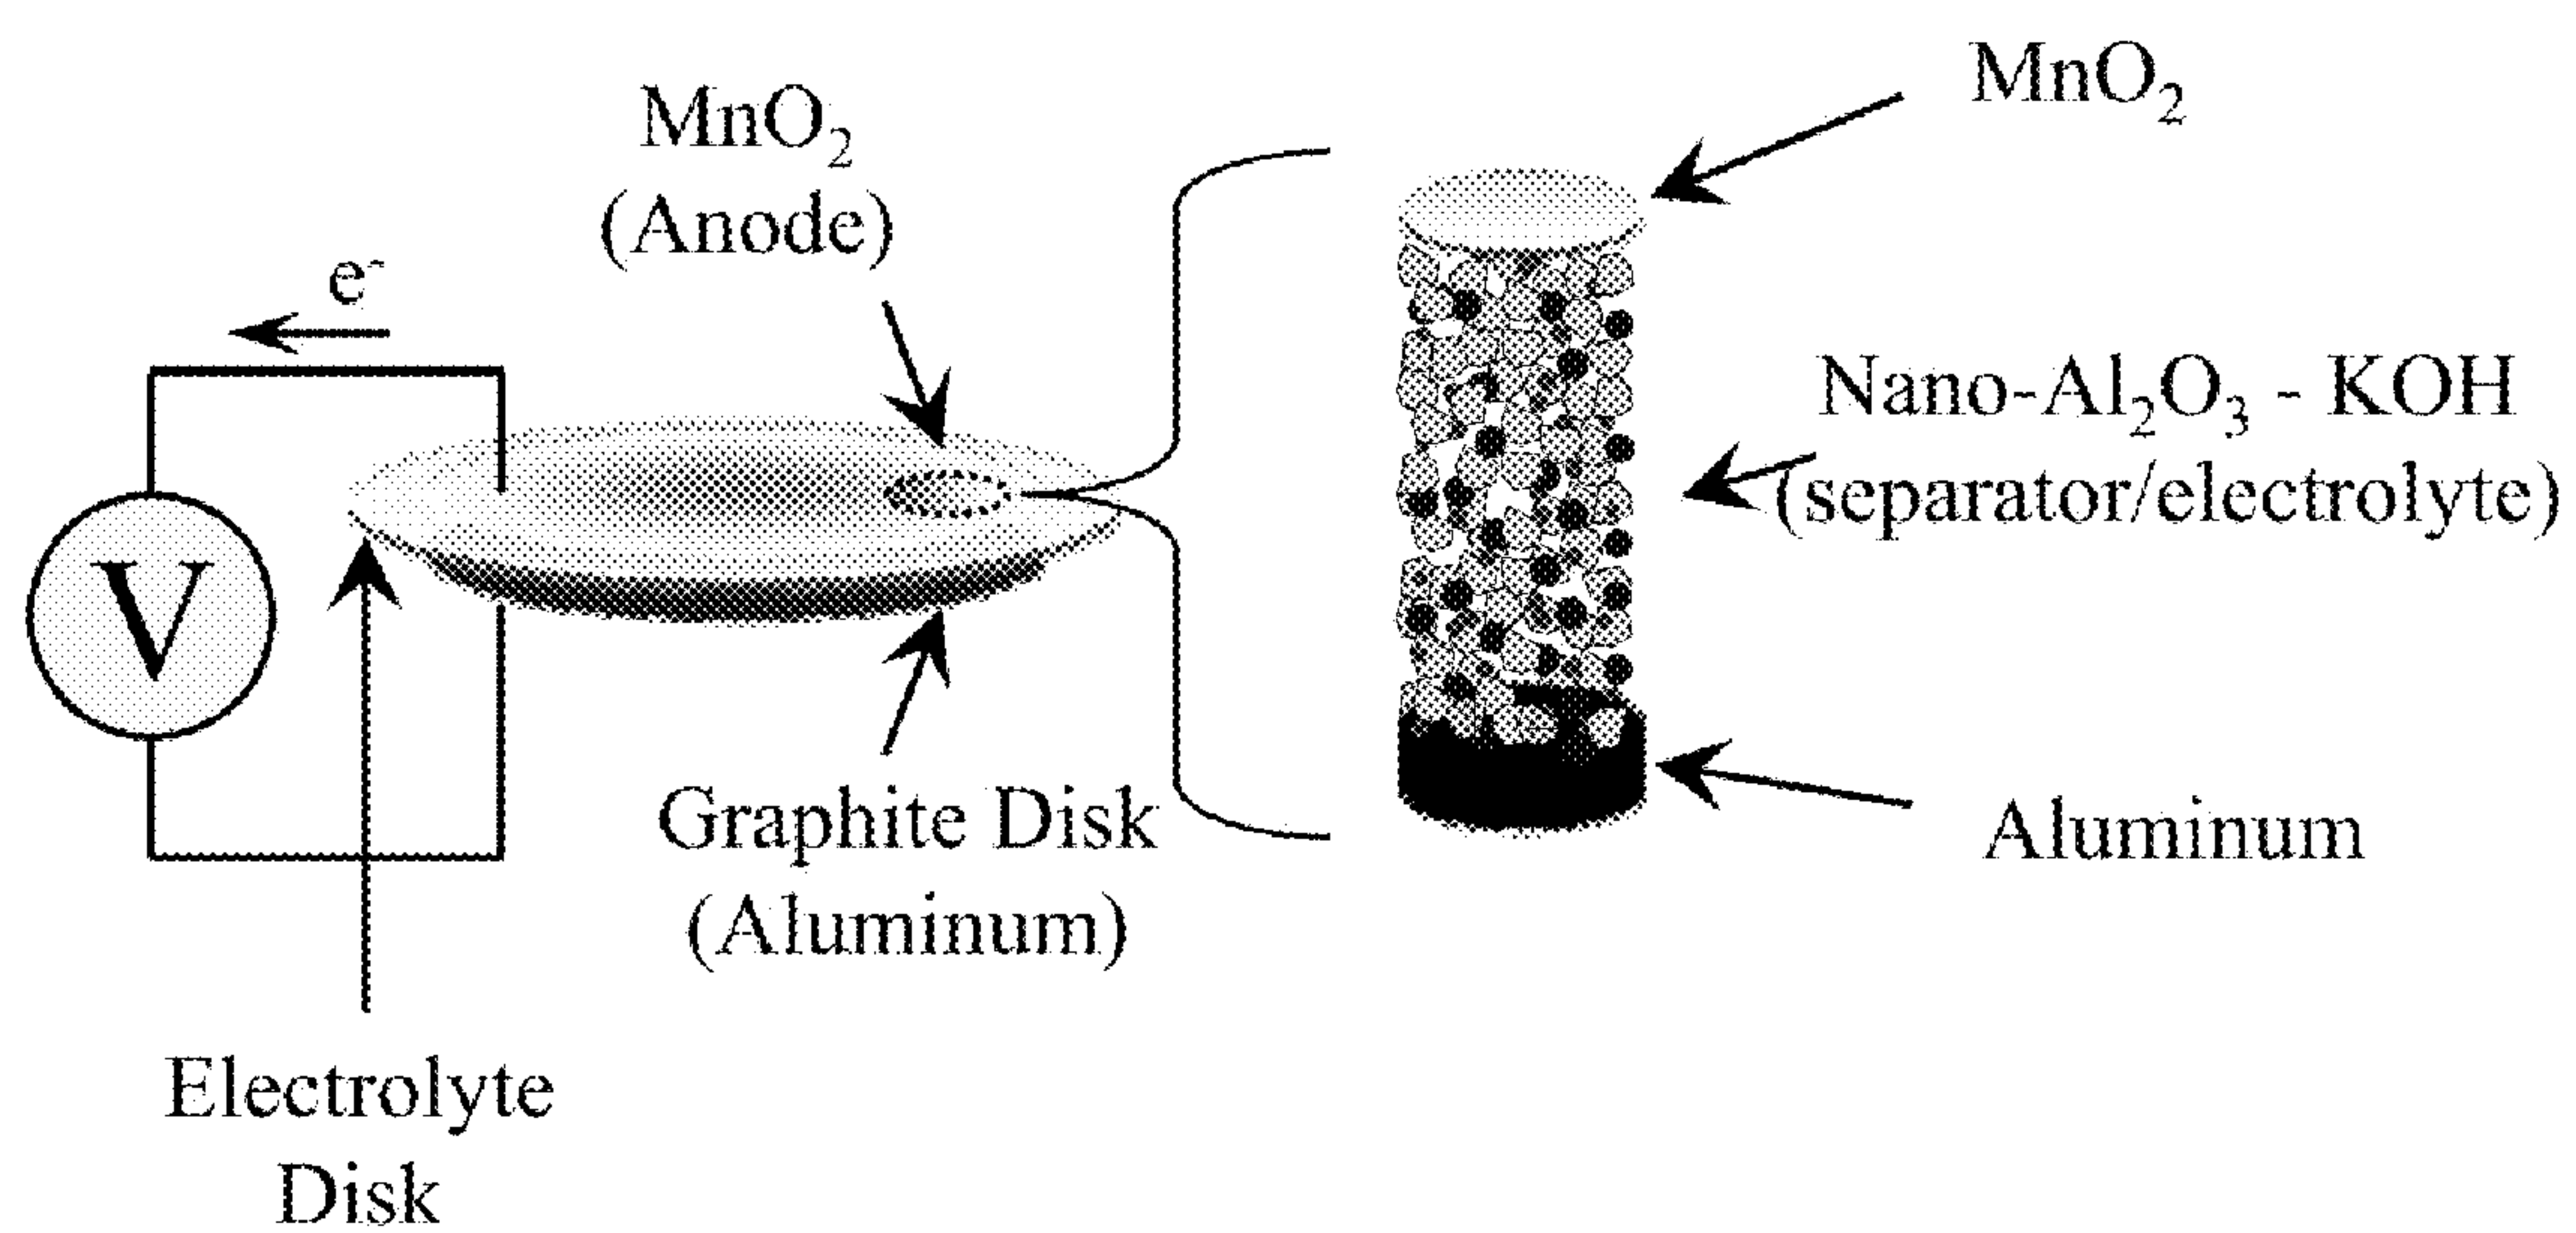 MnO₂
(Anode)
e⁻
V
Electrolyte
Disk
Graphite Disk
(Aluminum)
MnO₂
Nano-Al₂O₃ - KOH
(separator/electrolyte)
Aluminum